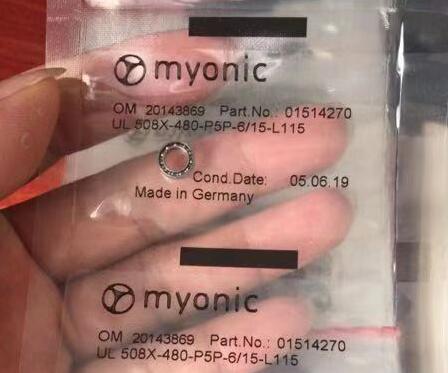 myonic
OM 20143869 Part.No.: 01514270
UL 508X-480-P5P-6/15-L115
Cond.Date: 05.06.19
Made in Germany
myonic
OM 20143869 Part.No.: 01514270
UL 508X-480-P5P-6/15-L115